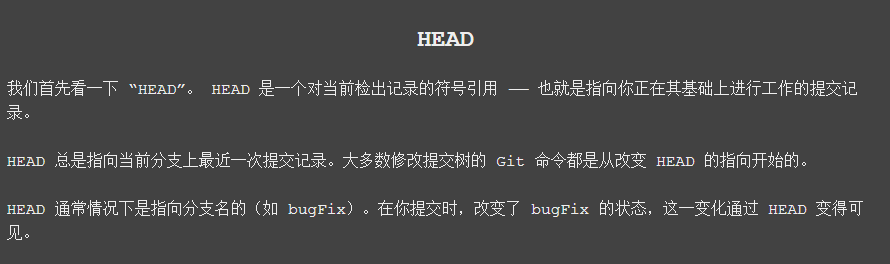 HEAD
我们首先看一下 “HEAD”。 HEAD 是一个对当前检出记录的符号引用 —— 也就是指向你正在其基础上进行工作的提交记
录。
HEAD 总是指向当前分支上最近一次提交记录。大多数修改提交树的 Git 命令都是从改变 HEAD 的指向开始的。
HEAD 通常情况下是指向分支名的（如 bugFix）。在你提交时，改变了 bugFix 的状态，这一变化通过 HEAD 变得可
见。